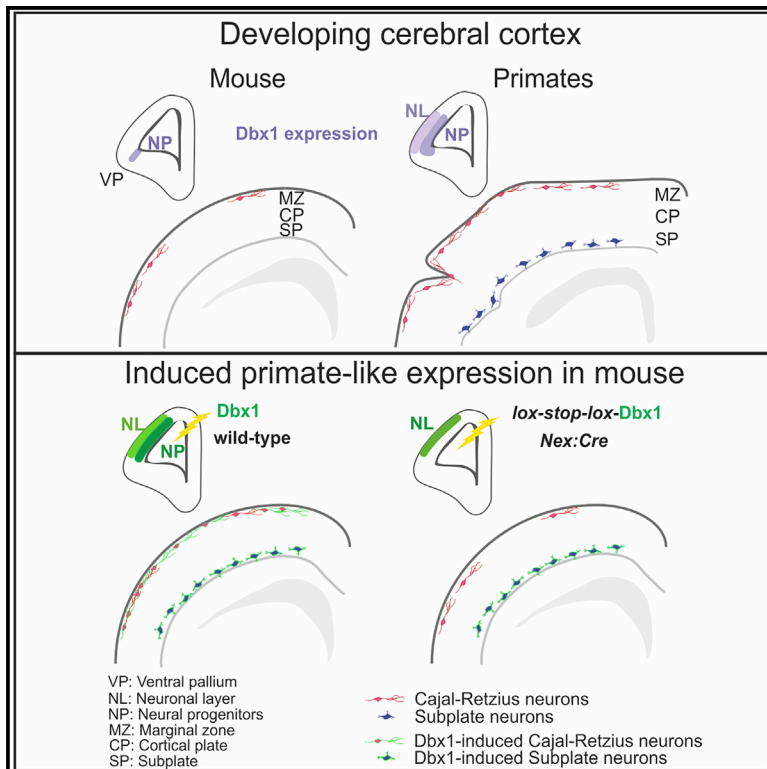 Developing cerebral cortex
Mouse
Primates
NL
NP
Dbx1 expression
NP
VP
MZ
CP
SP
MZ
CP
SP
Induced primate-like expression in mouse
NL
Dbx1
wild-type
NP
NL
lox-stop-lox-Dbx1
Nex:Cre
VP: Ventral pallium
NL: Neuronal layer
NP: Neural progenitors
MZ: Marginal zone
CP: Cortical plate
SP: Subplate
Cajal-Retzius neurons
Subplate neurons
Dbx1-induced Cajal-Retzius neurons
Dbx1-induced Subplate neurons